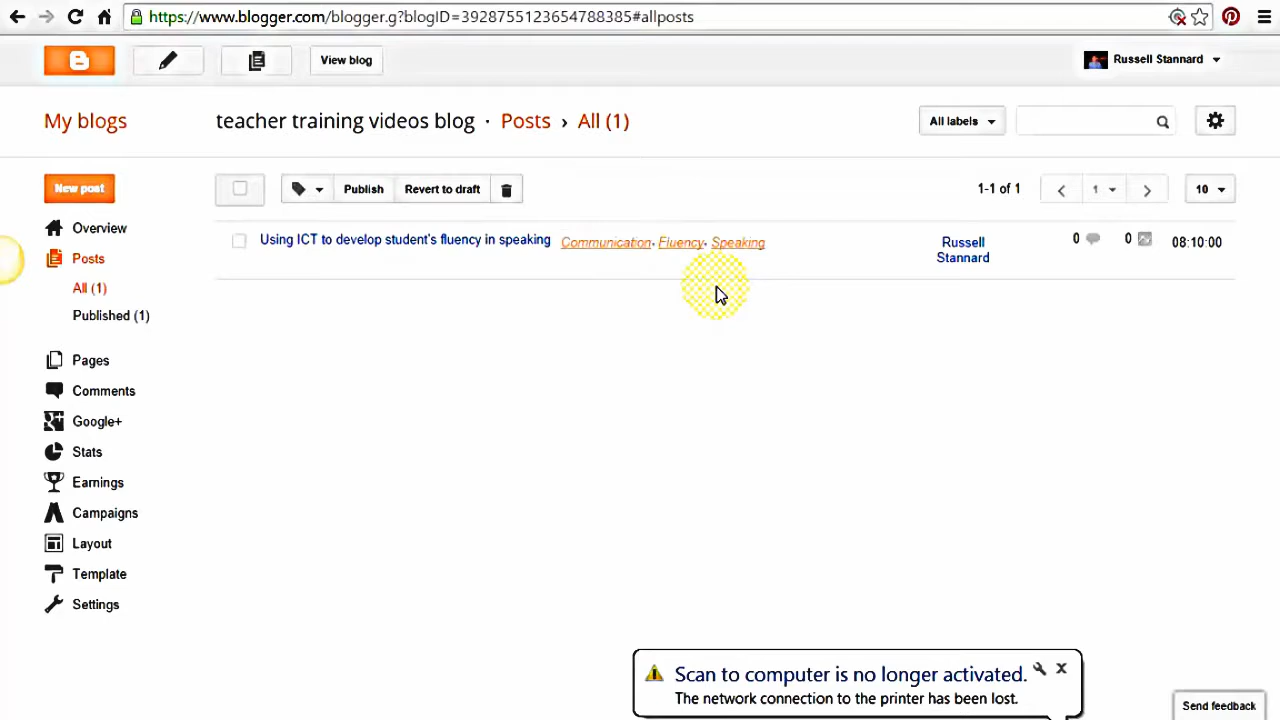 https://www.blogger.com/blogger.g?blogID=3928755123654788385#allposts
View blog
Russell Stannard
My blogs
teacher training videos blog · Posts › All (1)
All labels
New post
Publish
Revert to draft
1-1 of 1
1
10
Overview
Using ICT to develop student's fluency in speaking
Communication, Fluency, Speaking
Russell
Stannard
0
0
08:10:00
Posts
All (1)
Published (1)
Pages
Comments
Google+
Stats
Earnings
Campaigns
Layout
Template
Settings
Scan to computer is no longer activated.
The network connection to the printer has been lost.
Send feedback